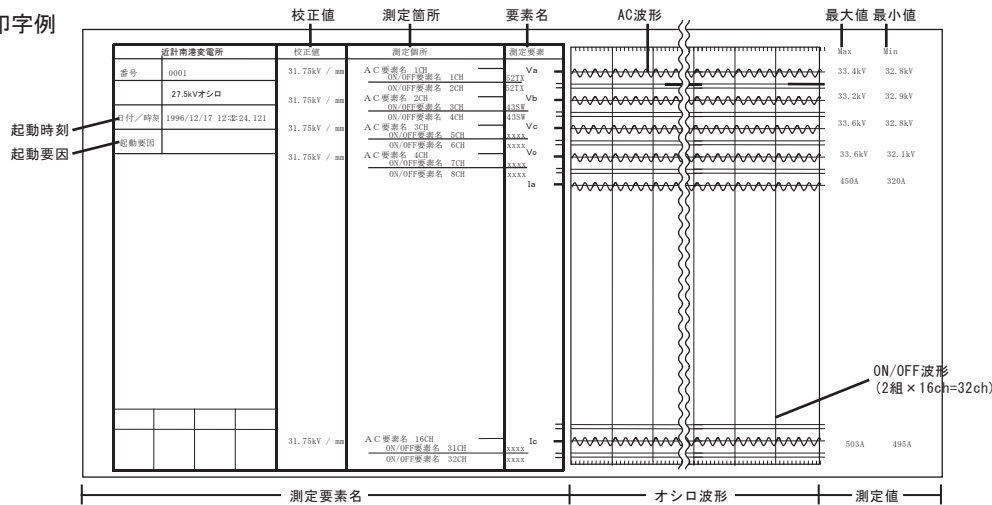 印字例
校正値 測定箇所 要素名 AC波形 最大値 最小値
近計南港変電所 校正値 測定個所 測定要素 Max Min
番号 0001
27.5kVオシロ
日付／時刻 1996/12/17 12:
24.121
起動要因
起動時刻
起動要因
31.75kV / mm AC要素名 1CH Va 33.4kV 32.8kV
ON/OFF要素名 1CH 52TX
ON/OFF要素名 2CH 52TX
31.75kV / mm AC要素名 2CH Vb 33.2kV 32.9kV
ON/OFF要素名 3CH 43SW
ON/OFF要素名 4CH 43SW
31.75kV / mm AC要素名 3CH Vc 33.6kV 32.8kV
ON/OFF要素名 5CH xxxx
ON/OFF要素名 6CH xxxx
31.75kV / mm AC要素名 4CH Vo 33.6kV 32.1kV
ON/OFF要素名 7CH xxxx
ON/OFF要素名 8CH xxxx
Ia 450A 320A
ON/OFF波形
(2組×16ch=32ch)
31.75kV / mm AC要素名 16CH Ic 503A 495A
ON/OFF要素名 31CH xxxx
ON/OFF要素名 32CH xxxx
測定要素名 オシロ波形 測定値